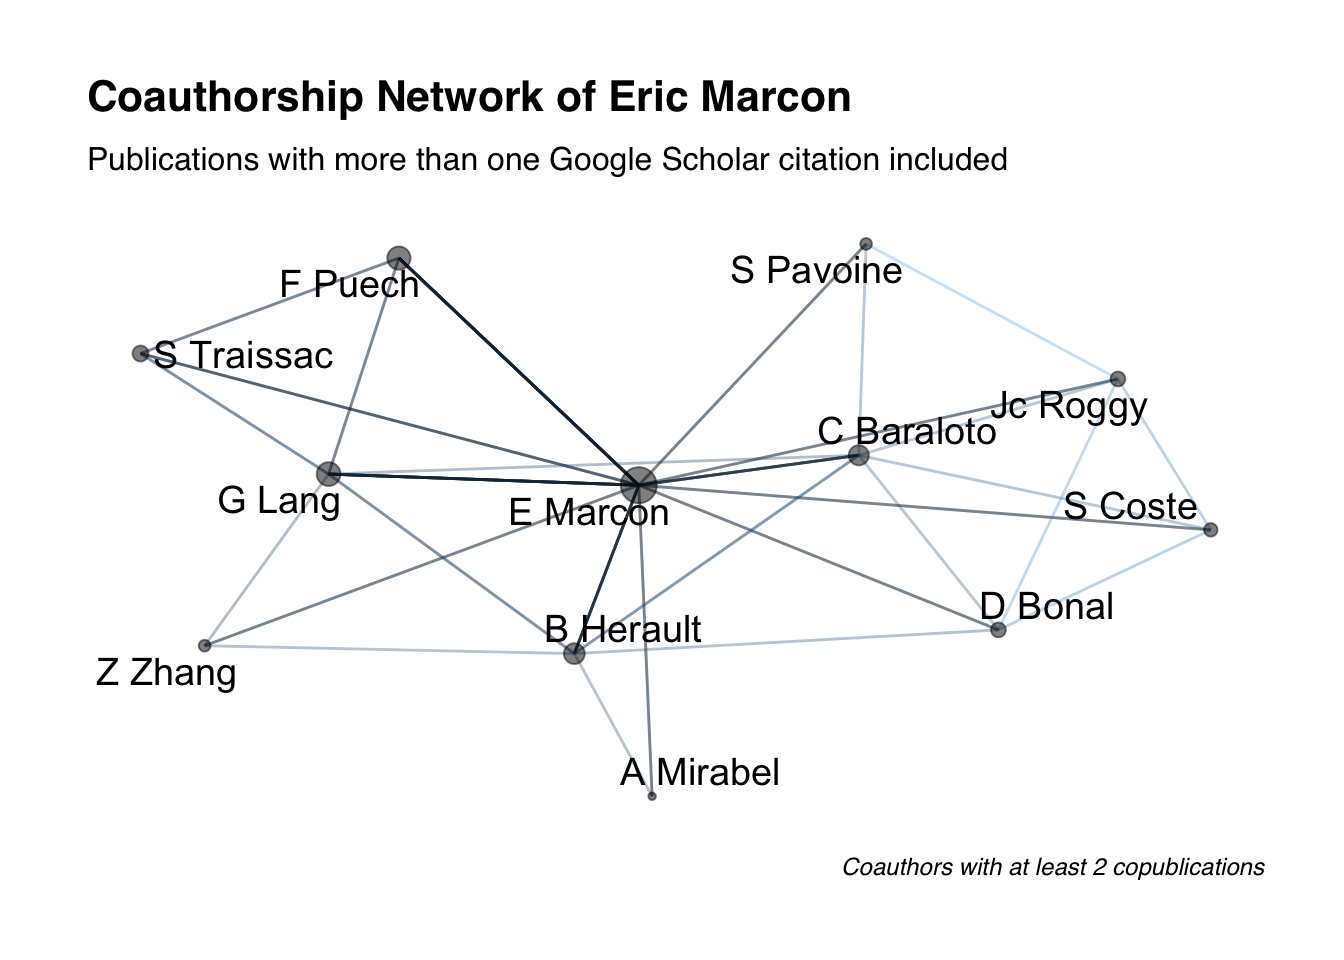 Coauthorship Network of Eric Marcon
Publications with more than one Google Scholar citation included
S Pavoine
F Puech
S Traissac
Jc Roggy
C Baraloto
G Lang
E Marcon
S Coste
D Bonal
B Herault
Z Zhang
A Mirabel
Coauthors with at least 2 copublications